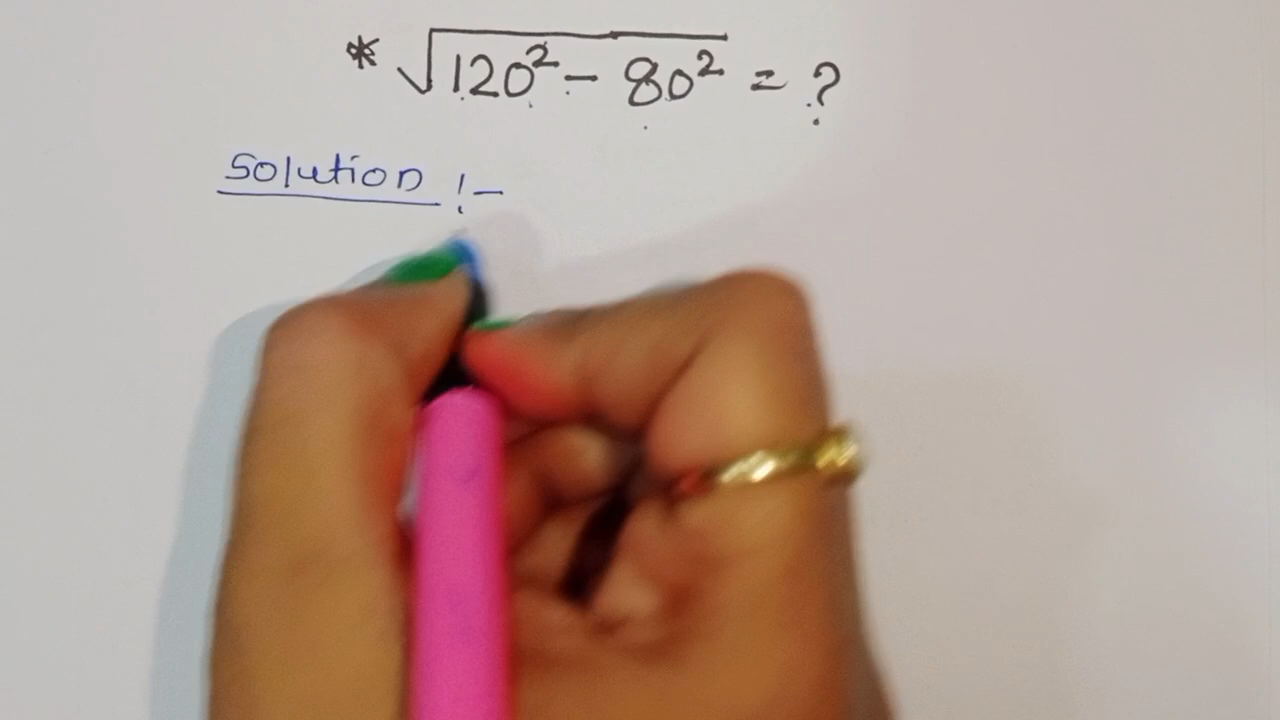 * √120² - 80² = ?
Solution :-